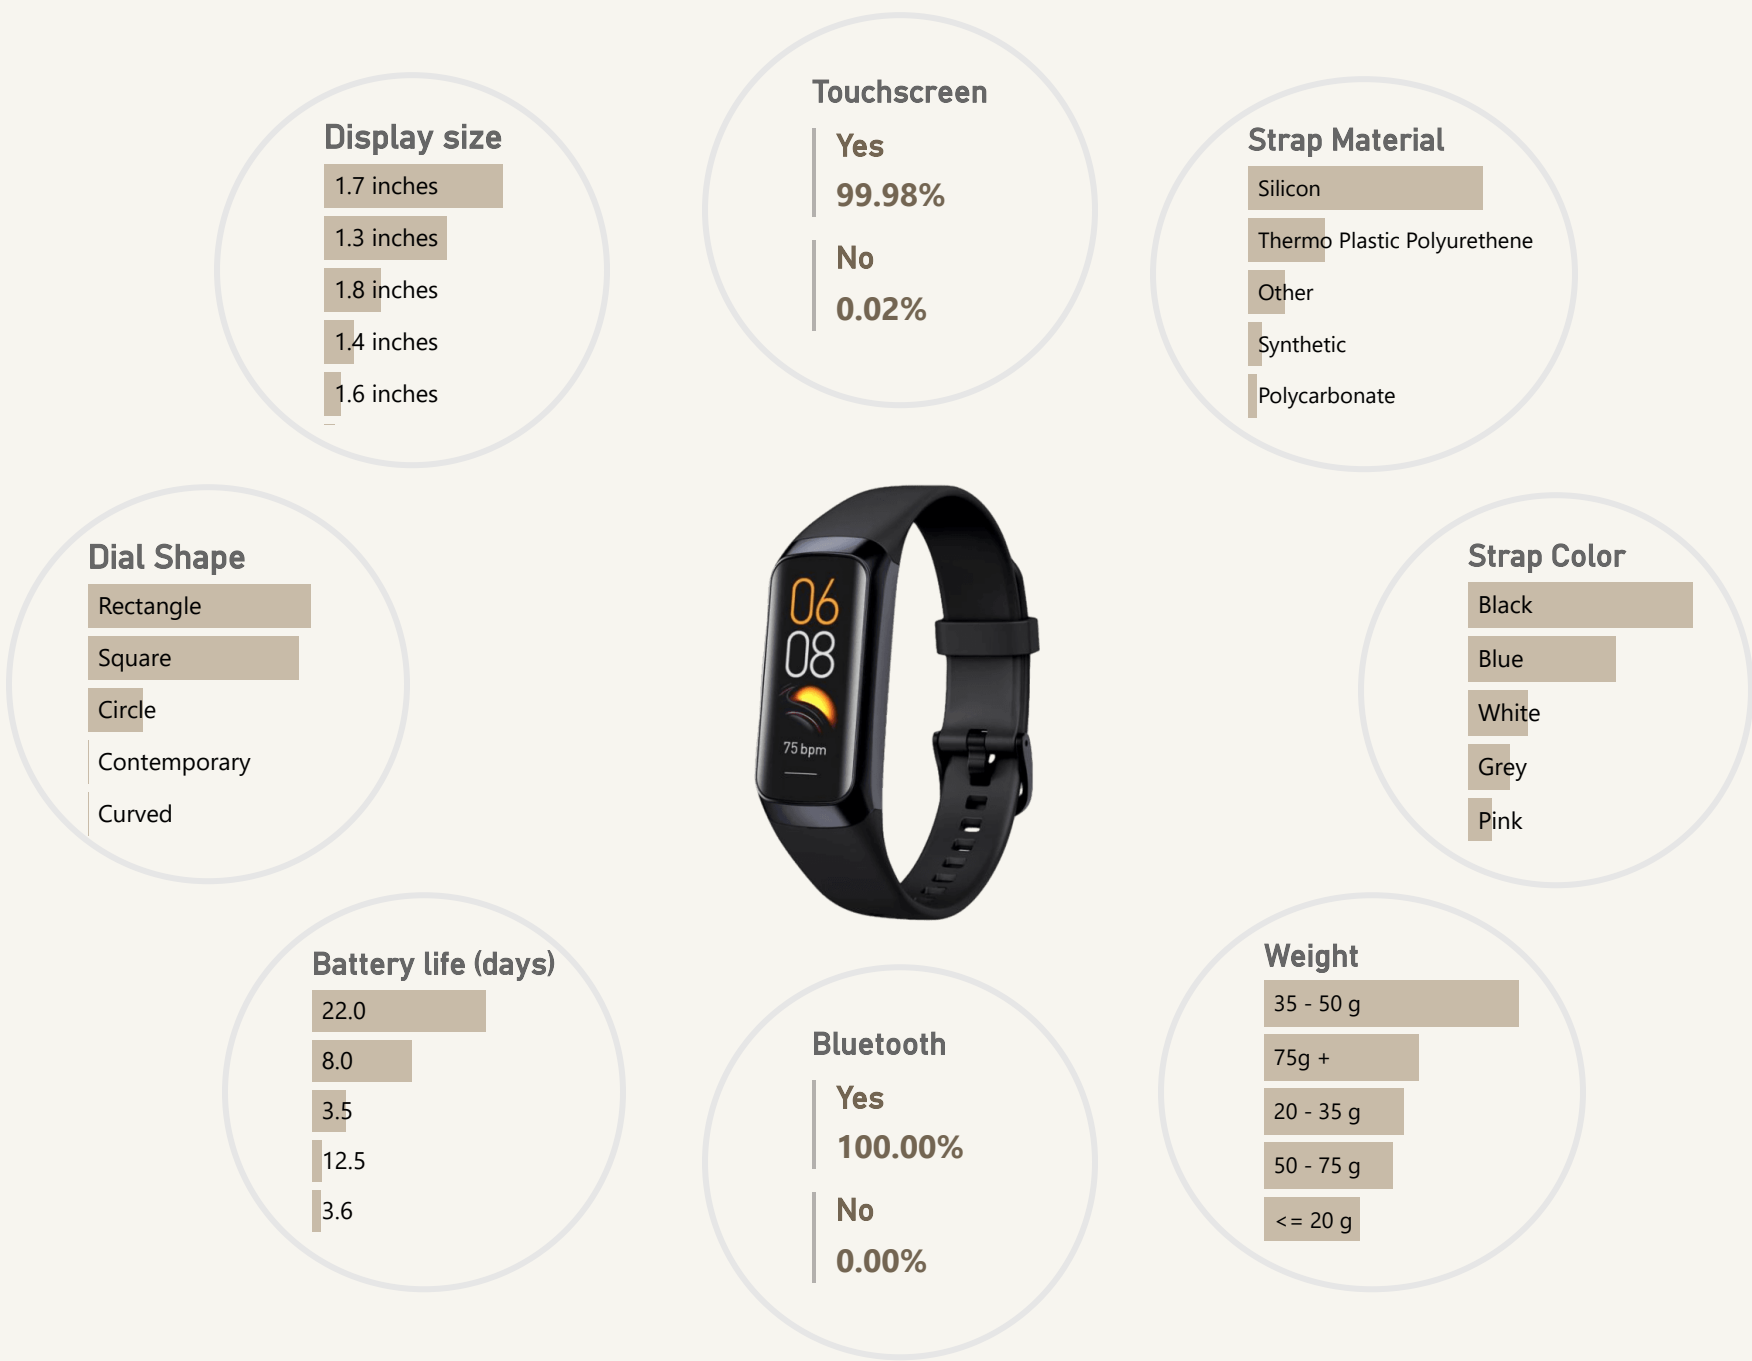 Touchscreen
Yes
99.98%
No
0.02%
Display size
1.7 inches
1.3 inches
1.8 inches
1.4 inches
1.6 inches
Strap Material
Silicon
Thermo Plastic Polyurethene
Other
Synthetic
Polycarbonate
Dial Shape
Rectangle
Square
Circle
Contemporary
Curved
06
08
75 bpm
Strap Color
Black
Blue
White
Grey
Pink
Battery life (days)
22.0
8.0
3.5
12.5
3.6
Bluetooth
Yes
100.00%
No
0.00%
Weight
35 - 50 g
75g +
20 - 35 g
50 - 75 g
<= 20 g